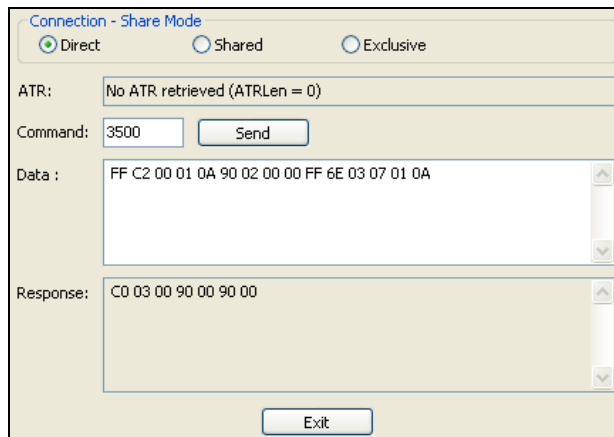 Connection - Share Mode
Direct Shared Exclusive
ATR: No ATR retrieved (ATRLen = 0)
Command: 3500 Send
Data : FF C2 00 01 0A 90 02 00 00 FF 6E 03 07 01 0A
Response: C0 03 00 90 00 90 00
Exit